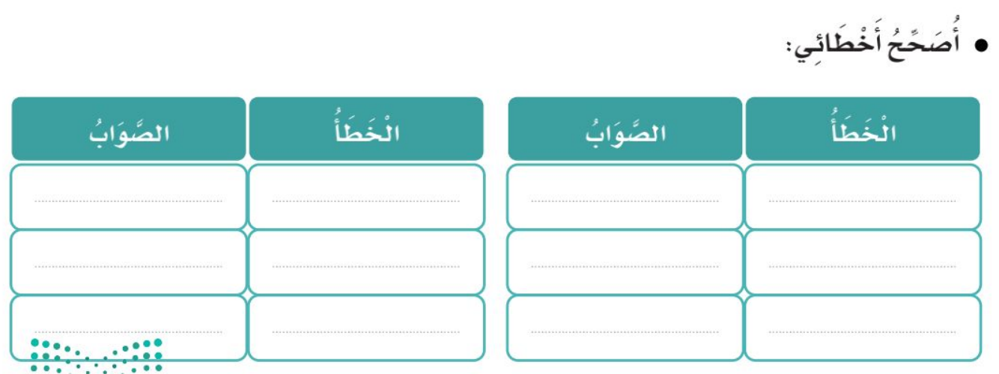 • أُصَحِّحُ أَخْطَائِي:
الْخَطَأُ الصَّوَابُ الْخَطَأُ الصَّوَابُ